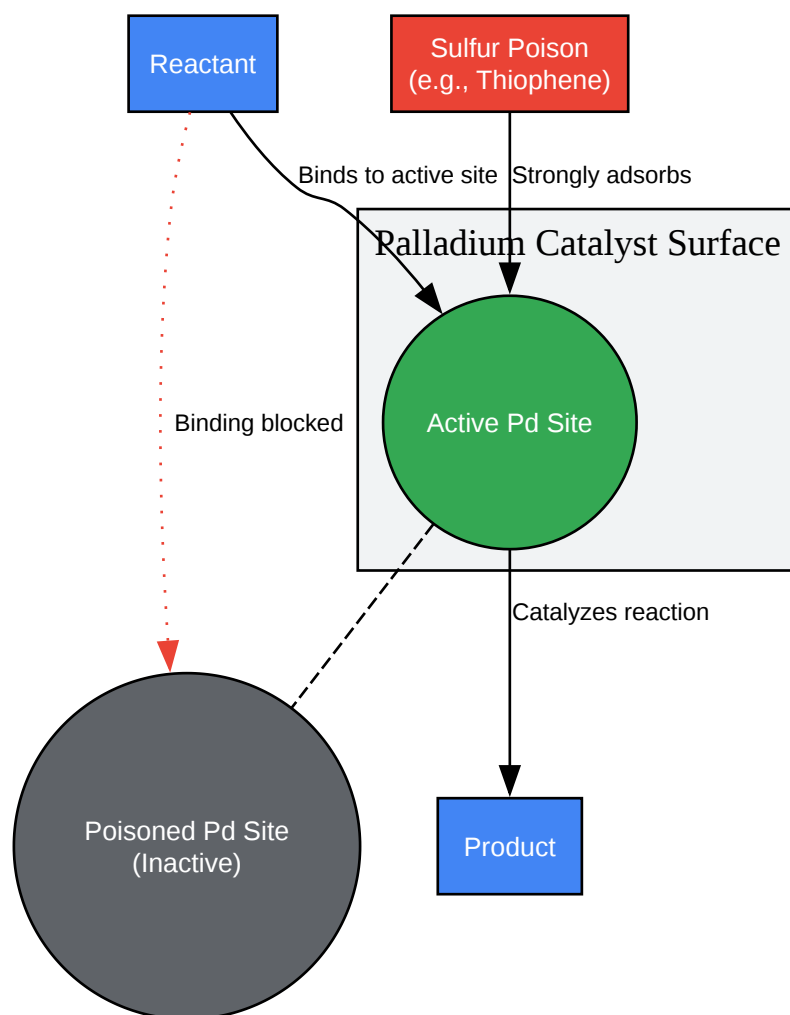 Reactant
Sulfur Poison
(e.g., Thiophene)
Binds to active site
Strongly adsorbs
Palladium Catalyst Surface
Active Pd Site
Binding blocked
Catalyzes reaction
Poisoned Pd Site
(Inactive)
Product